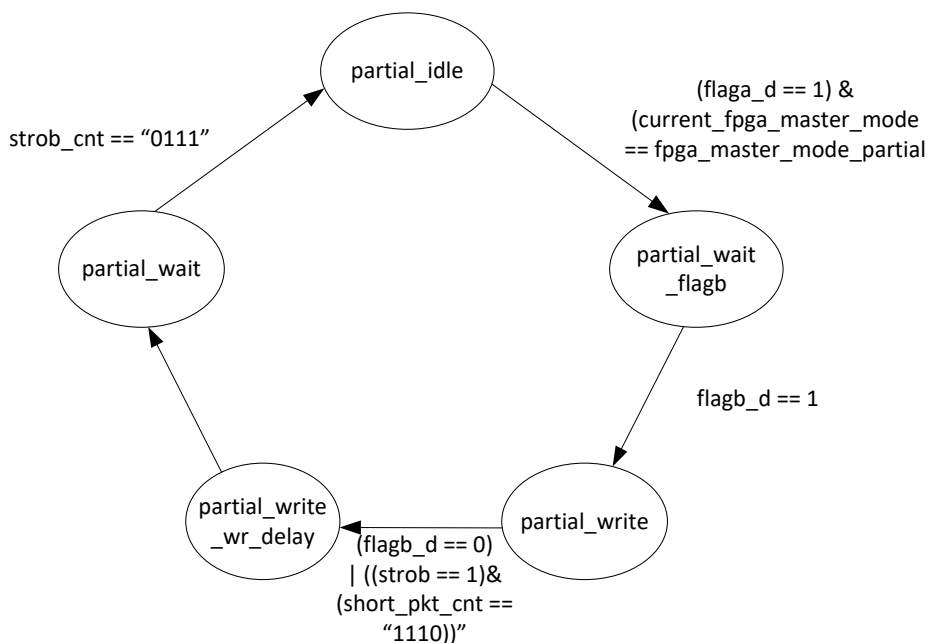 partial_idle
(flaga_d == 1) &
(current_fpga_master_mode
== fpga_master_mode_partial
strob_cnt == “0111”
partial_wait
partial_wait
_flagb
flagb_d == 1
partial_write
_wr_delay
partial_write
(flagb_d == 0)
| ((strob == 1)&
(short_pkt_cnt ==
“1110))”